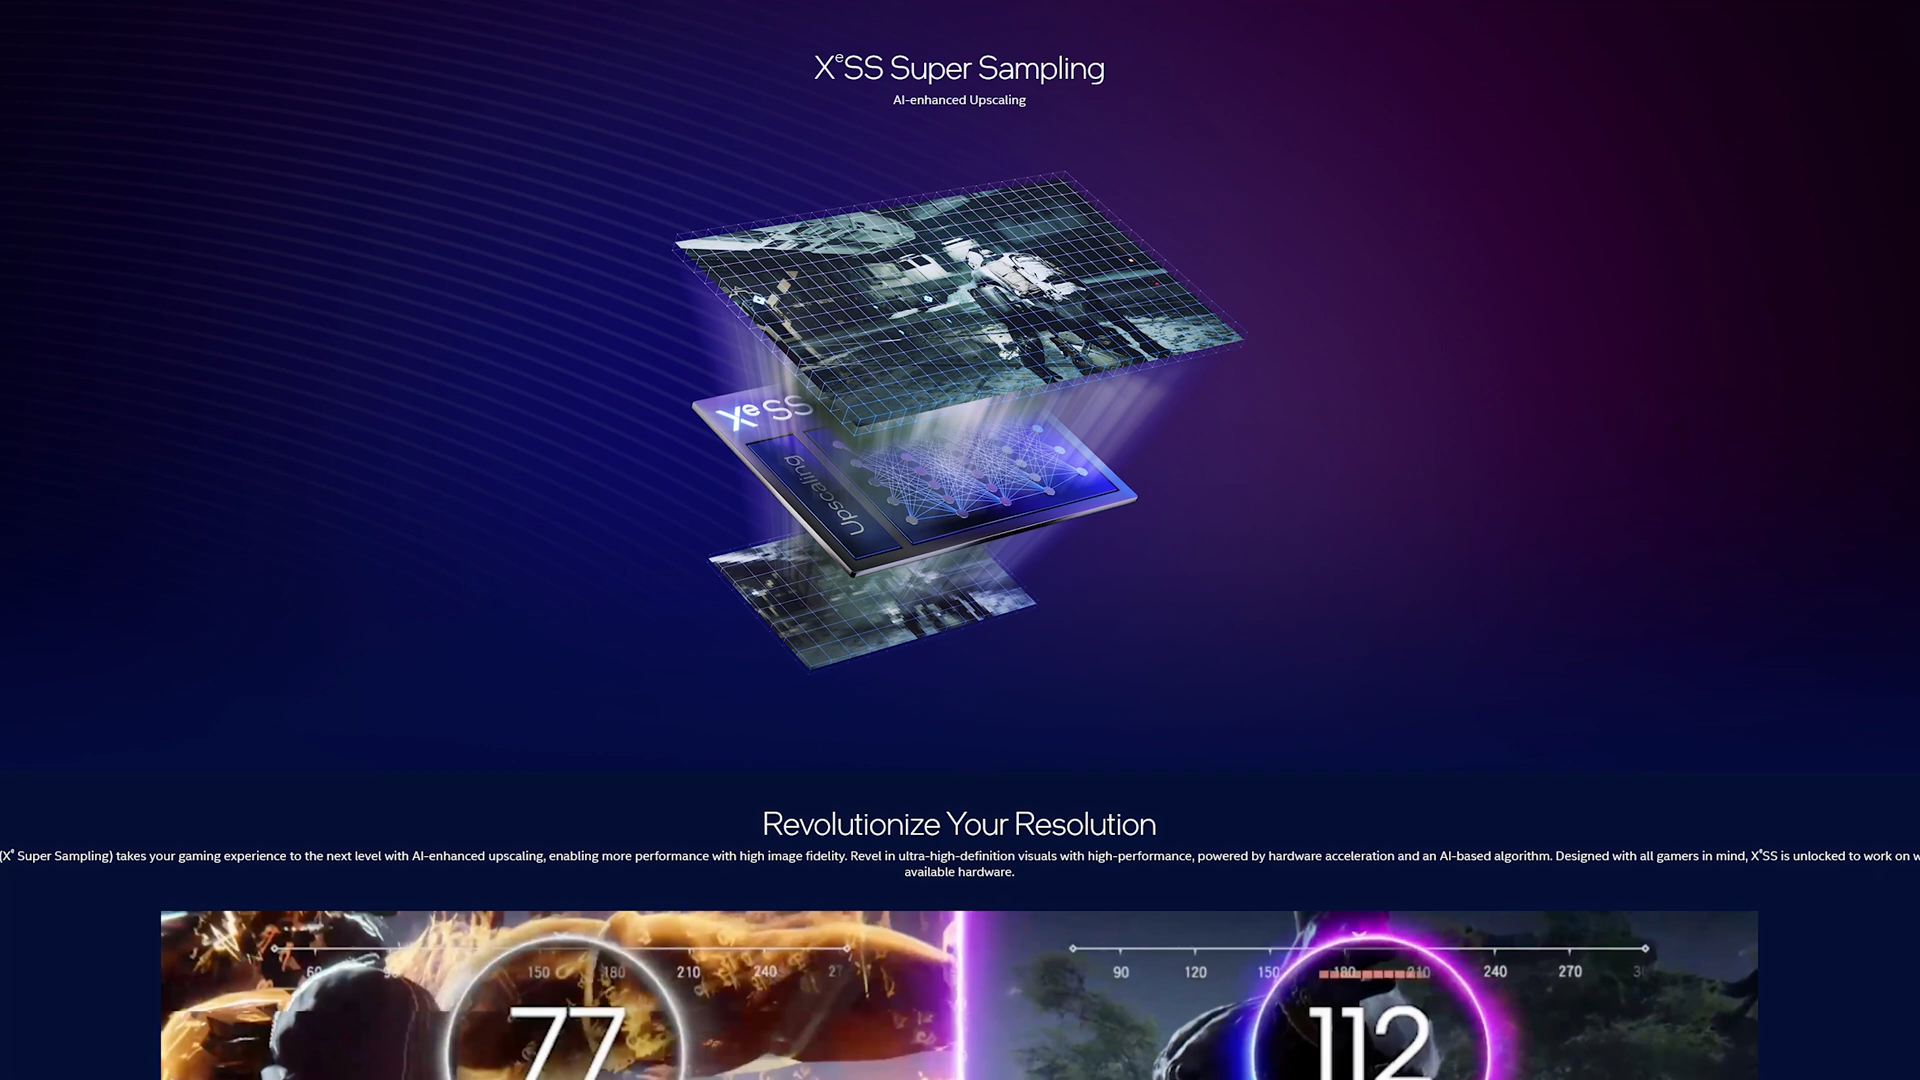 XᵉSS Super Sampling
AI-enhanced Upscaling
XᵉSS
Upscaling
Revolutionize Your Resolution
(Xᵉ Super Sampling) takes your gaming experience to the next level with AI-enhanced upscaling, enabling more performance with high image fidelity. Revel in ultra-high-definition visuals with high-performance, powered by hardware acceleration and an AI-based algorithm. Designed with all gamers in mind, XᵉSS is unlocked to work on
available hardware.
60 150 180 210 240
90 120 150 180 210 240 270
77
112